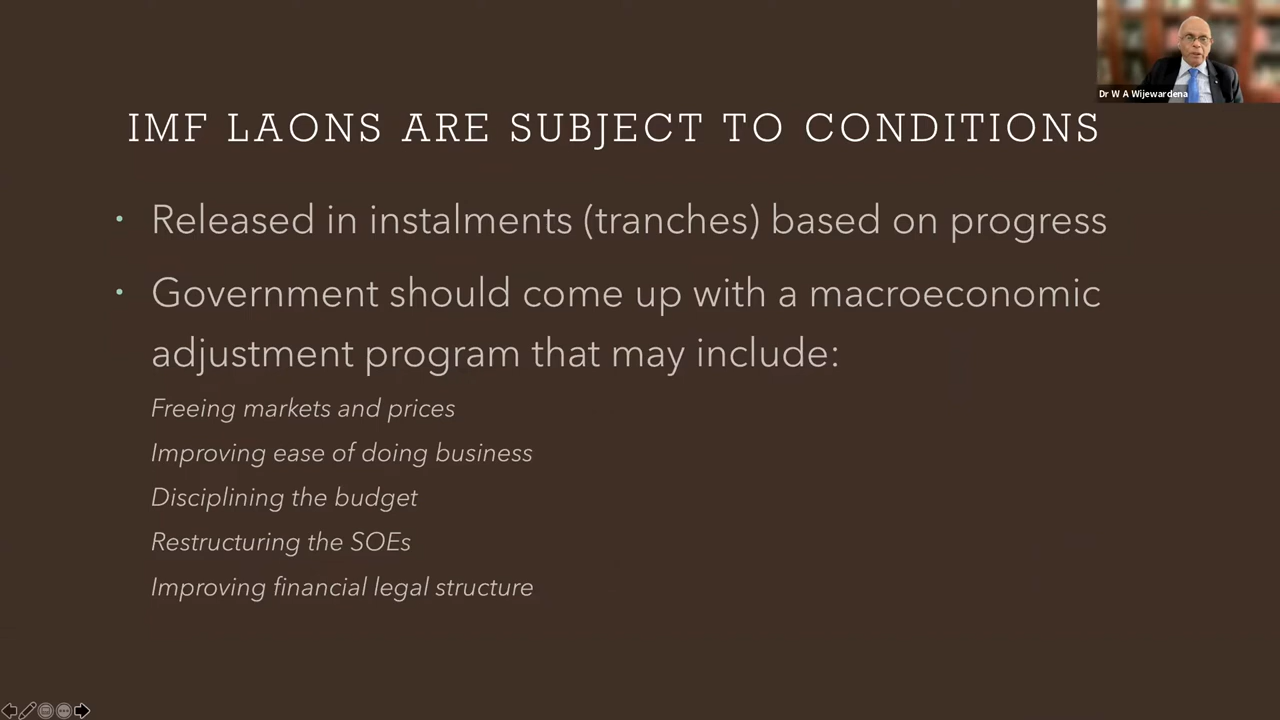 Dr W A Wijewardena
IMF LAONS ARE SUBJECT TO CONDITIONS
• Released in instalments (tranches) based on progress
• Government should come up with a macroeconomic
adjustment program that may include:
Freeing markets and prices
Improving ease of doing business
Disciplining the budget
Restructuring the SOEs
Improving financial legal structure